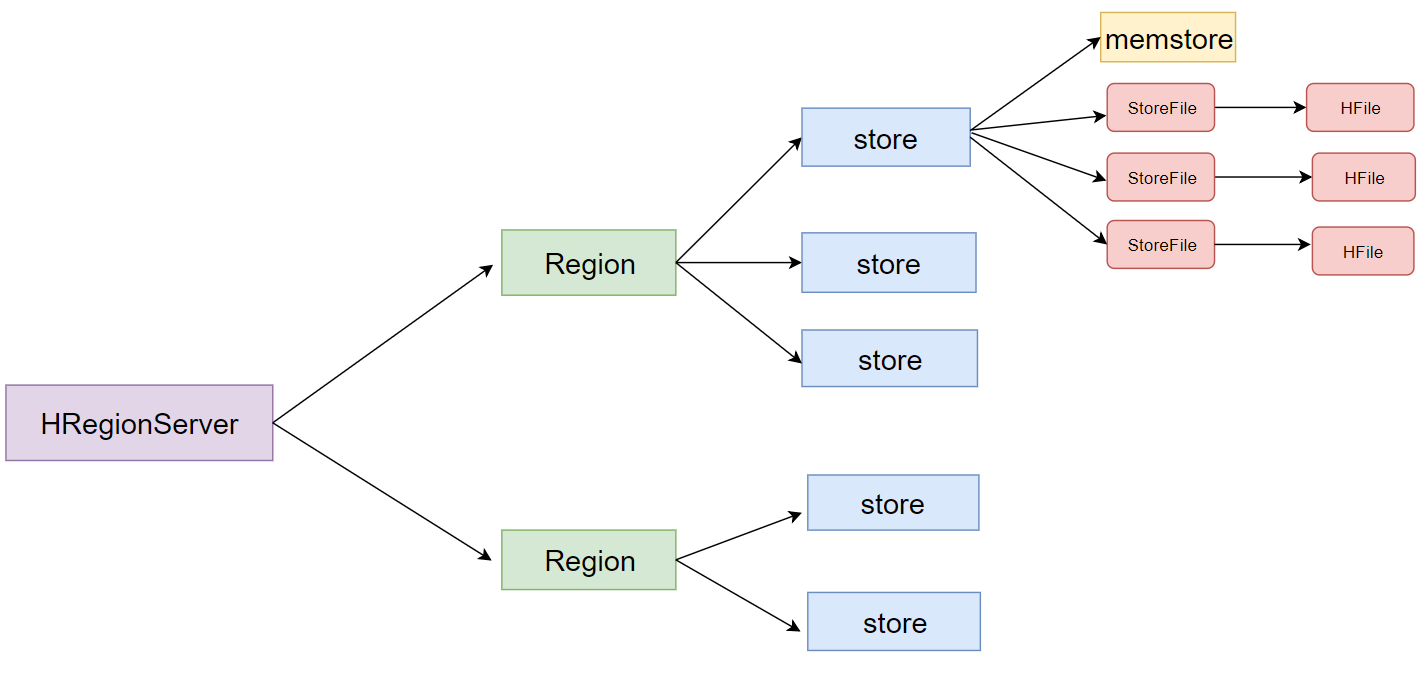 memstore
StoreFile
HFile
store
StoreFile
HFile
StoreFile
HFile
Region
store
store
HRegionServer
store
Region
store